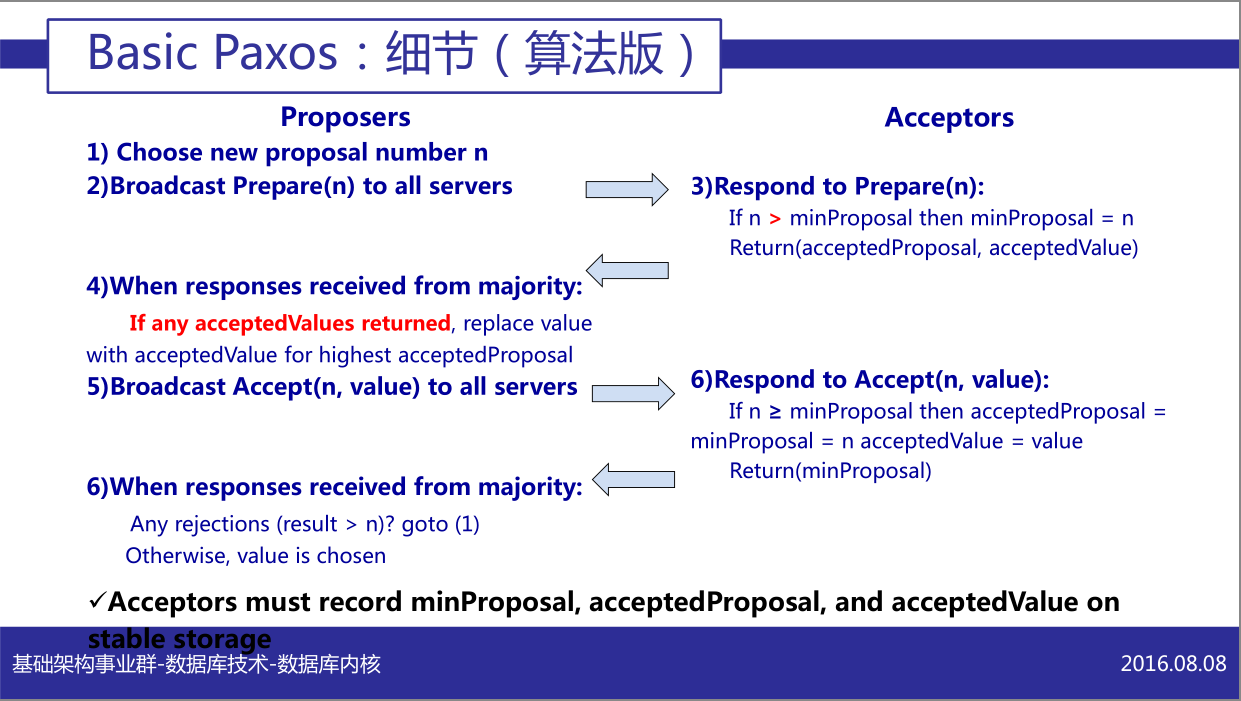 Basic Paxos：细节（算法版）
Proposers
1) Choose new proposal number n
2)Broadcast Prepare(n) to all servers
4)When responses received from majority:
If any acceptedValues returned, replace value
with acceptedValue for highest acceptedProposal
5)Broadcast Accept(n, value) to all servers
6)When responses received from majority:
Any rejections (result > n)? goto (1)
Otherwise, value is chosen
Acceptors
3)Respond to Prepare(n):
If n > minProposal then minProposal = n
Return(acceptedProposal, acceptedValue)
6)Respond to Accept(n, value):
If n ≥ minProposal then acceptedProposal =
minProposal = n acceptedValue = value
Return(minProposal)
✓Acceptors must record minProposal, acceptedProposal, and acceptedValue on
stable storage
基础架构事业群-数据库技术-数据库内核
2016.08.08